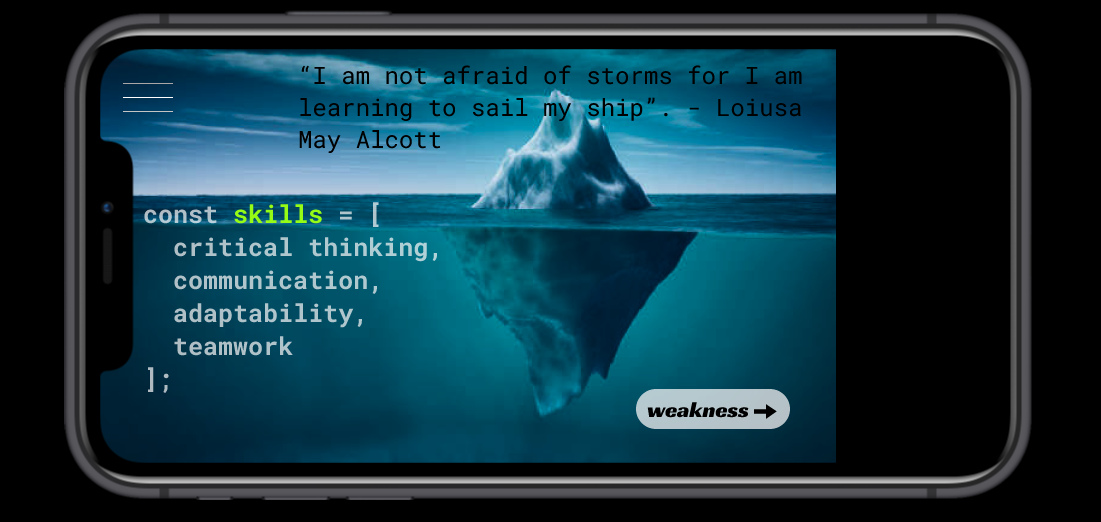 “I am not afraid of storms for I am
learning to sail my ship”. - Loiusa
May Alcott
const skills = [
critical thinking,
communication,
adaptability,
teamwork
];
weakness